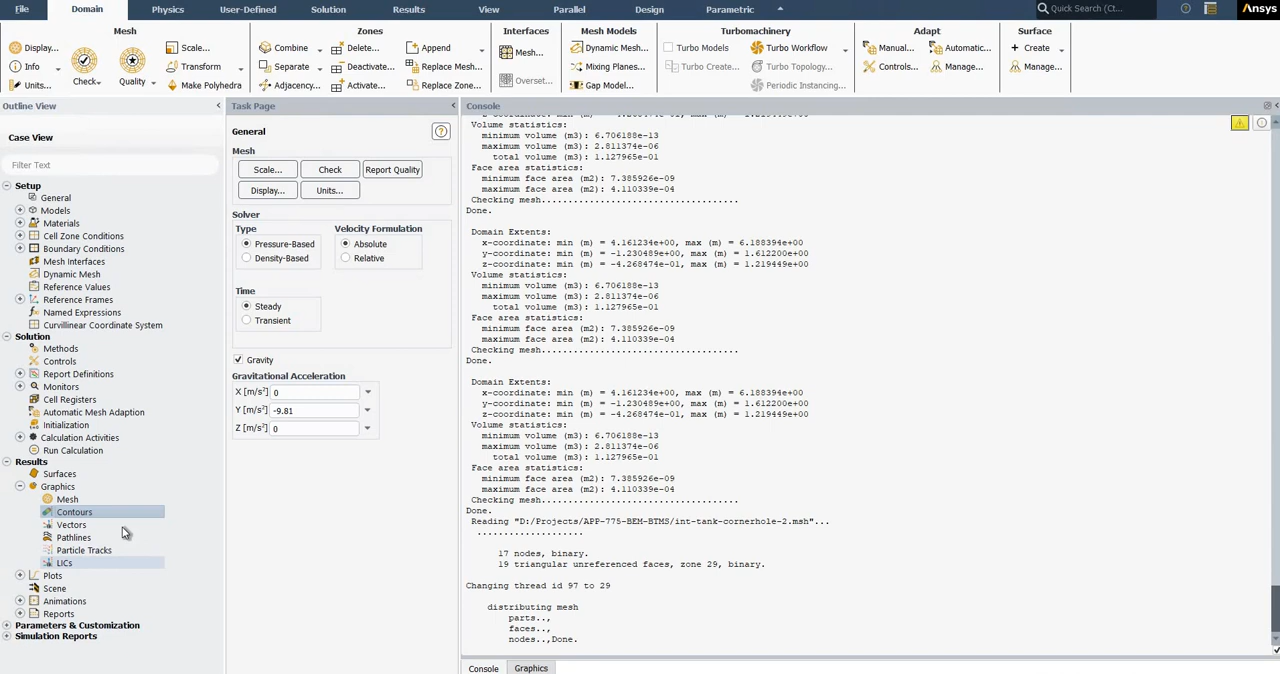 File Domain Physics User-Defined Solution Results View Parallel Design Parametric Quick Search (Ct... Ansys
Mesh Zones Interfaces Mesh Models Turbomachinery Adapt Surface
Display... Scale... Combine Delete... Append Mesh... Dynamic Mesh... Turbo Models Turbo Workflow Manual... Automatic... + Create
Info Check Quality Transform Separate Deactivate... Replace Mesh... Mixing Planes... Turbo Create... Turbo Topology... Controls... Manage... Manage...
Units... Make Polyhedra Adjacency... Activate... Replace Zone... Overset... Gap Model... Periodic Instancing...
Outline View
Case View
Filter Text
Setup
General
Models
Materials
Cell Zone Conditions
Boundary Conditions
Mesh Interfaces
Dynamic Mesh
Reference Values
Reference Frames
Named Expressions
Curvillinear Coordinate System
Solution
Methods
Controls
Report Definitions
Monitors
Cell Registers
Automatic Mesh Adaption
Initialization
Calculation Activities
Run Calculation
Results
Surfaces
Graphics
Mesh
Contours
Vectors
Pathlines
Particle Tracks
LICs
Plots
Scene
Animations
Reports
Parameters & Customization
Simulation Reports
Task Page
General
Mesh
Scale... Check Report Quality
Display... Units...
Solver
Type Velocity Formulation
Pressure-Based Absolute
Density-Based Relative
Time
Steady
Transient
Gravity
Gravitational Acceleration
X [m/s²] 0
Y [m/s²] -9.81
Z [m/s²] 0
Console
Volume statistics:
minimum volume (m3): 6.706188e-13
maximum volume (m3): 2.811374e-06
total volume (m3): 1.127965e-01
Face area statistics:
minimum face area (m2): 7.385926e-09
maximum face area (m2): 4.110339e-04
Checking mesh.....................................
Done.
Domain Extents:
x-coordinate: min (m) = 4.161234e+00, max (m) = 6.188394e+00
y-coordinate: min (m) = -1.230489e+00, max (m) = 1.612200e+00
z-coordinate: min (m) = -4.268474e-01, max (m) = 1.219449e+00
Volume statistics:
minimum volume (m3): 6.706188e-13
maximum volume (m3): 2.811374e-06
total volume (m3): 1.127965e-01
Face area statistics:
minimum face area (m2): 7.385926e-09
maximum face area (m2): 4.110339e-04
Checking mesh.....................................
Done.
Domain Extents:
x-coordinate: min (m) = 4.161234e+00, max (m) = 6.188394e+00
y-coordinate: min (m) = -1.230489e+00, max (m) = 1.612200e+00
z-coordinate: min (m) = -4.268474e-01, max (m) = 1.219449e+00
Volume statistics:
minimum volume (m3): 6.706188e-13
maximum volume (m3): 2.811374e-06
total volume (m3): 1.127965e-01
Face area statistics:
minimum face area (m2): 7.385926e-09
maximum face area (m2): 4.110339e-04
Checking mesh.....................................
Done.
Reading "D:/Projects/APP-775-BEM-BTMS/int-tank-cornerhole-2.msh"...
...................
17 nodes, binary.
19 triangular unreferenced faces, zone 29, binary.
Changing thread id 97 to 29
distributing mesh
parts..,
faces..,
nodes..,Done.
Console Graphics